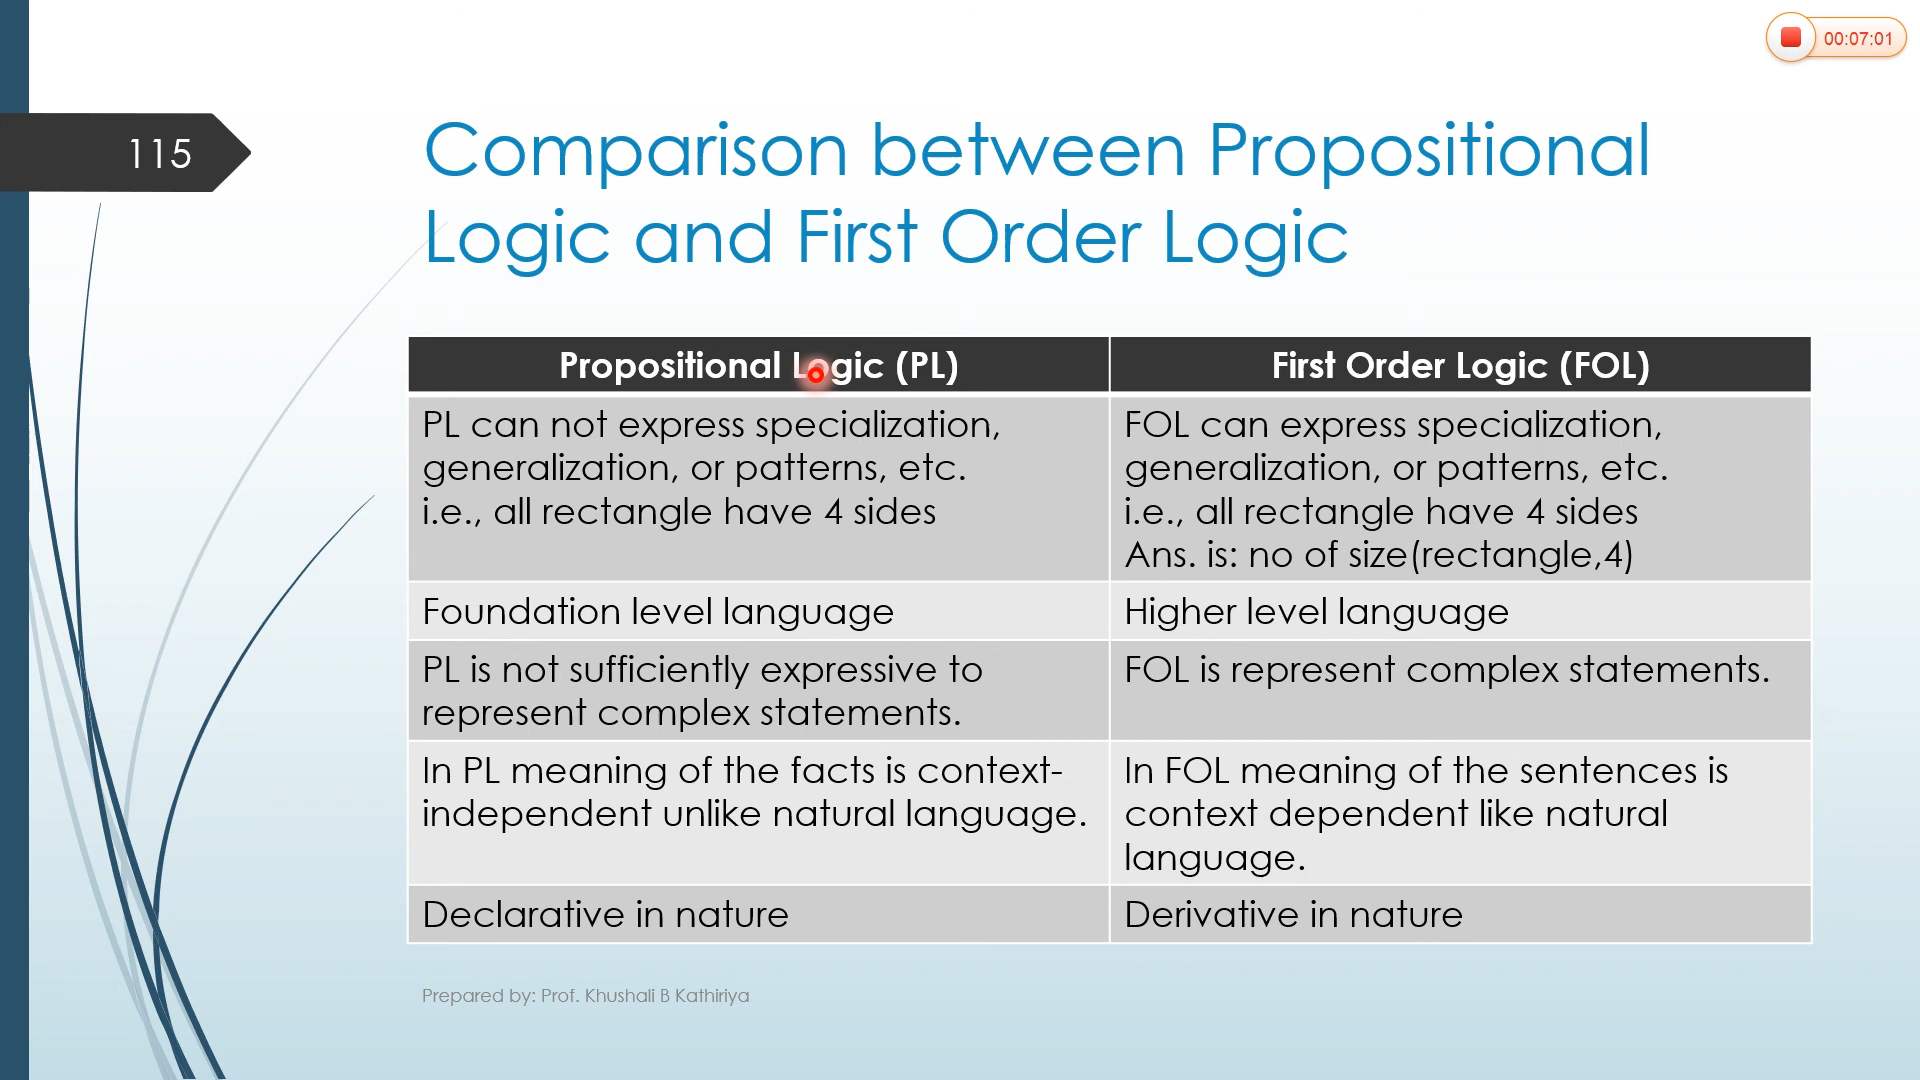 00:07:01
115
Comparison between Propositional
Logic and First Order Logic
Propositional Logic (PL)
First Order Logic (FOL)
PL can not express specialization,
generalization, or patterns, etc.
i.e., all rectangle have 4 sides
FOL can express specialization,
generalization, or patterns, etc.
i.e., all rectangle have 4 sides
Ans. is: no of size(rectangle,4)
Foundation level language
Higher level language
PL is not sufficiently expressive to
represent complex statements.
FOL is represent complex statements.
In PL meaning of the facts is context-
independent unlike natural language.
In FOL meaning of the sentences is
context dependent like natural
language.
Declarative in nature
Derivative in nature
Prepared by: Prof. Khushali B Kathiriya